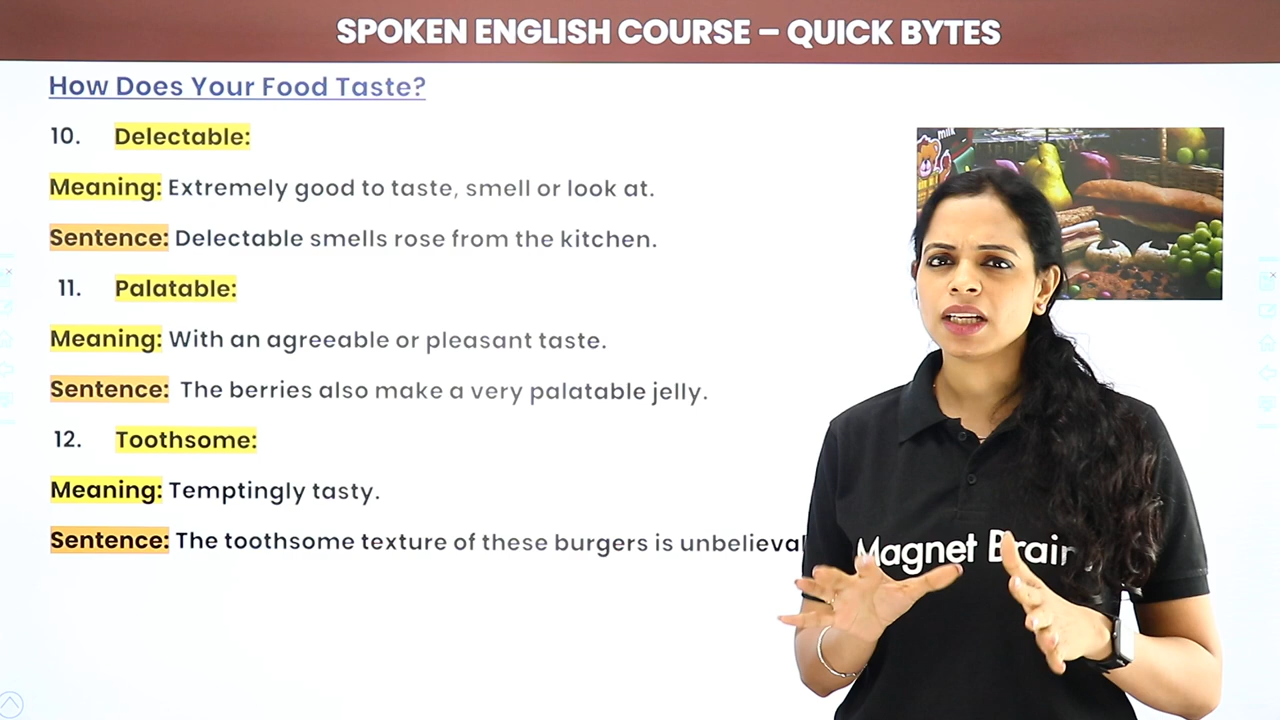 SPOKEN ENGLISH COURSE – QUICK BYTES
How Does Your Food Taste?
milk
10. Delectable:
Meaning: Extremely good to taste, smell or look at.
Sentence: Delectable smells rose from the kitchen.
11. Palatable:
Meaning: With an agreeable or pleasant taste.
Sentence: The berries also make a very palatable jelly.
12. Toothsome:
Meaning: Temptingly tasty.
Sentence: The toothsome texture of these burgers is
Magnet Brain